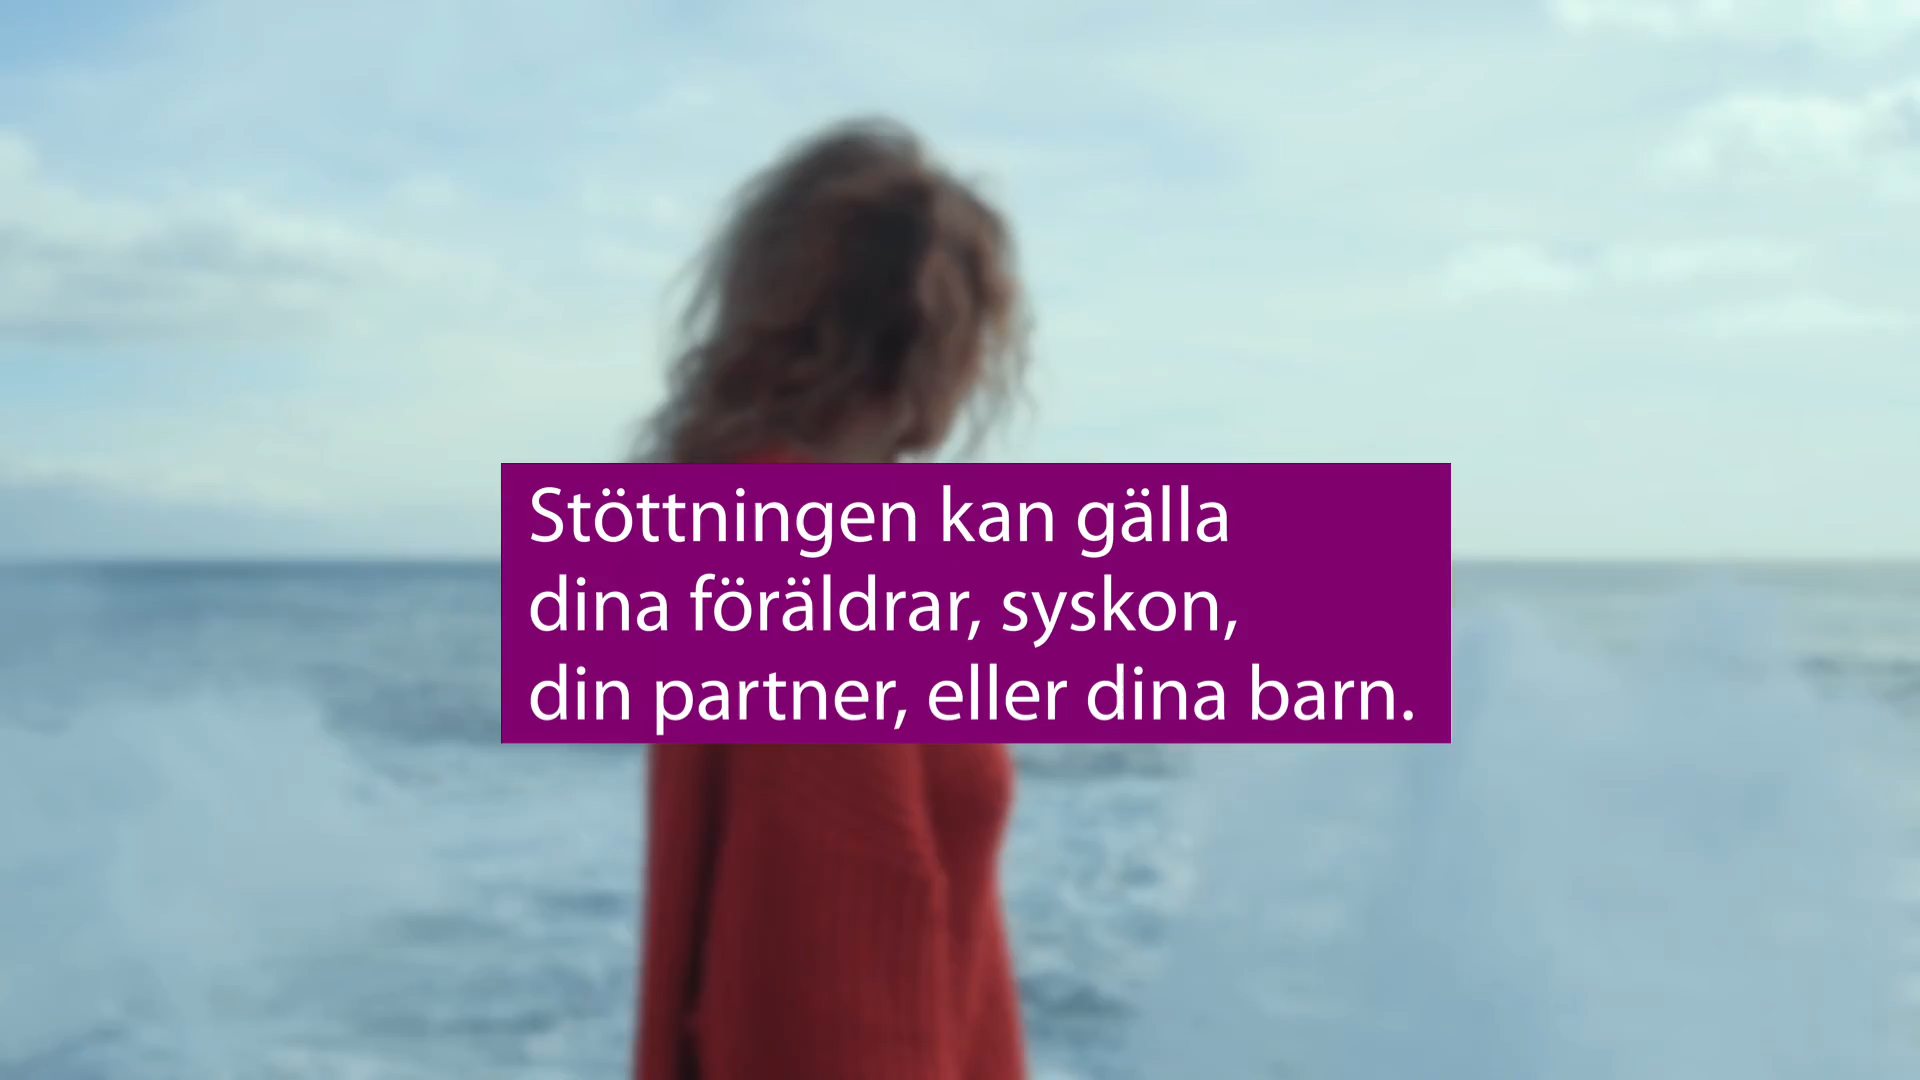 Stöttningen kan gälla
dina föräldrar, syskon,
din partner, eller dina barn.